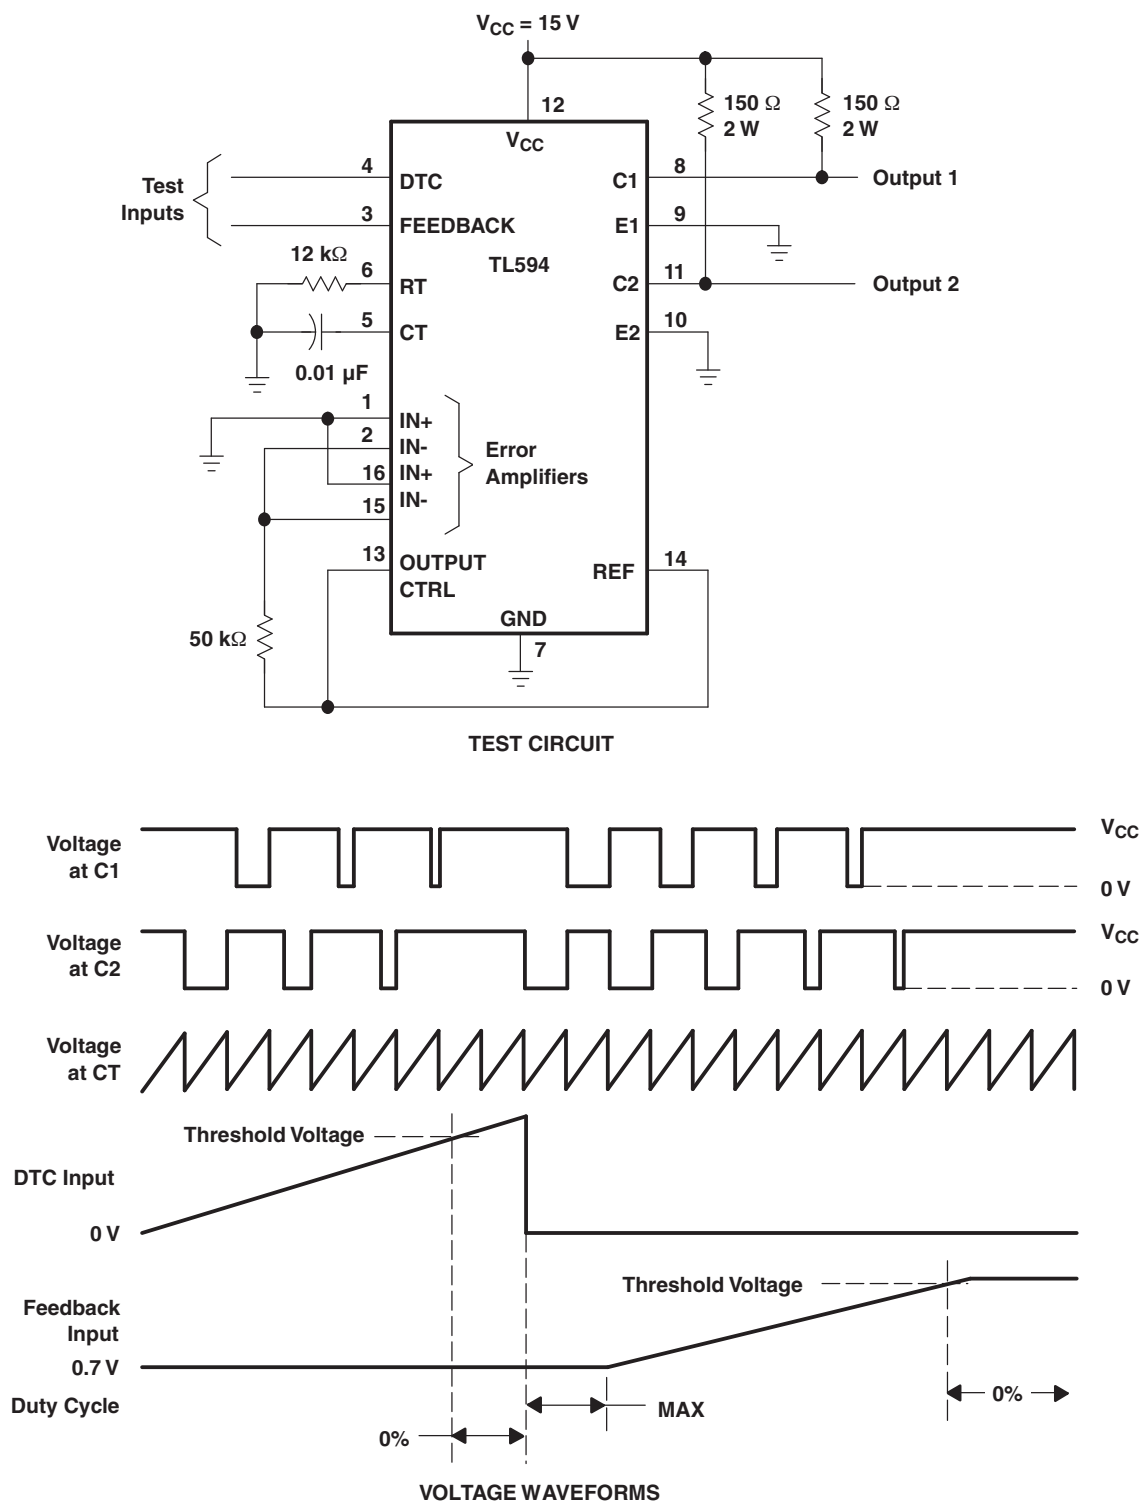 VCC = 15 V
12
150 Ω
2 W
150 Ω
2 W
VCC
Test
Inputs
4
DTC
3
FEEDBACK
TL594
12 kΩ
6
RT
5
CT
0.01 µF
C1
8
Output 1
E1
9
C2
11
Output 2
E2
10
1
IN+
2
IN-
16
IN+
15
IN-
Error
Amplifiers
13
OUTPUT
CTRL
REF
14
GND
7
50 kΩ
TEST CIRCUIT
Voltage
at C1
VCC
0 V
Voltage
at C2
VCC
0 V
Voltage
at CT
Threshold Voltage
DTC Input
0 V
Threshold Voltage
Feedback
Input
0.7 V
Duty Cycle
0%
MAX
0%
VOLTAGE WAVEFORMS